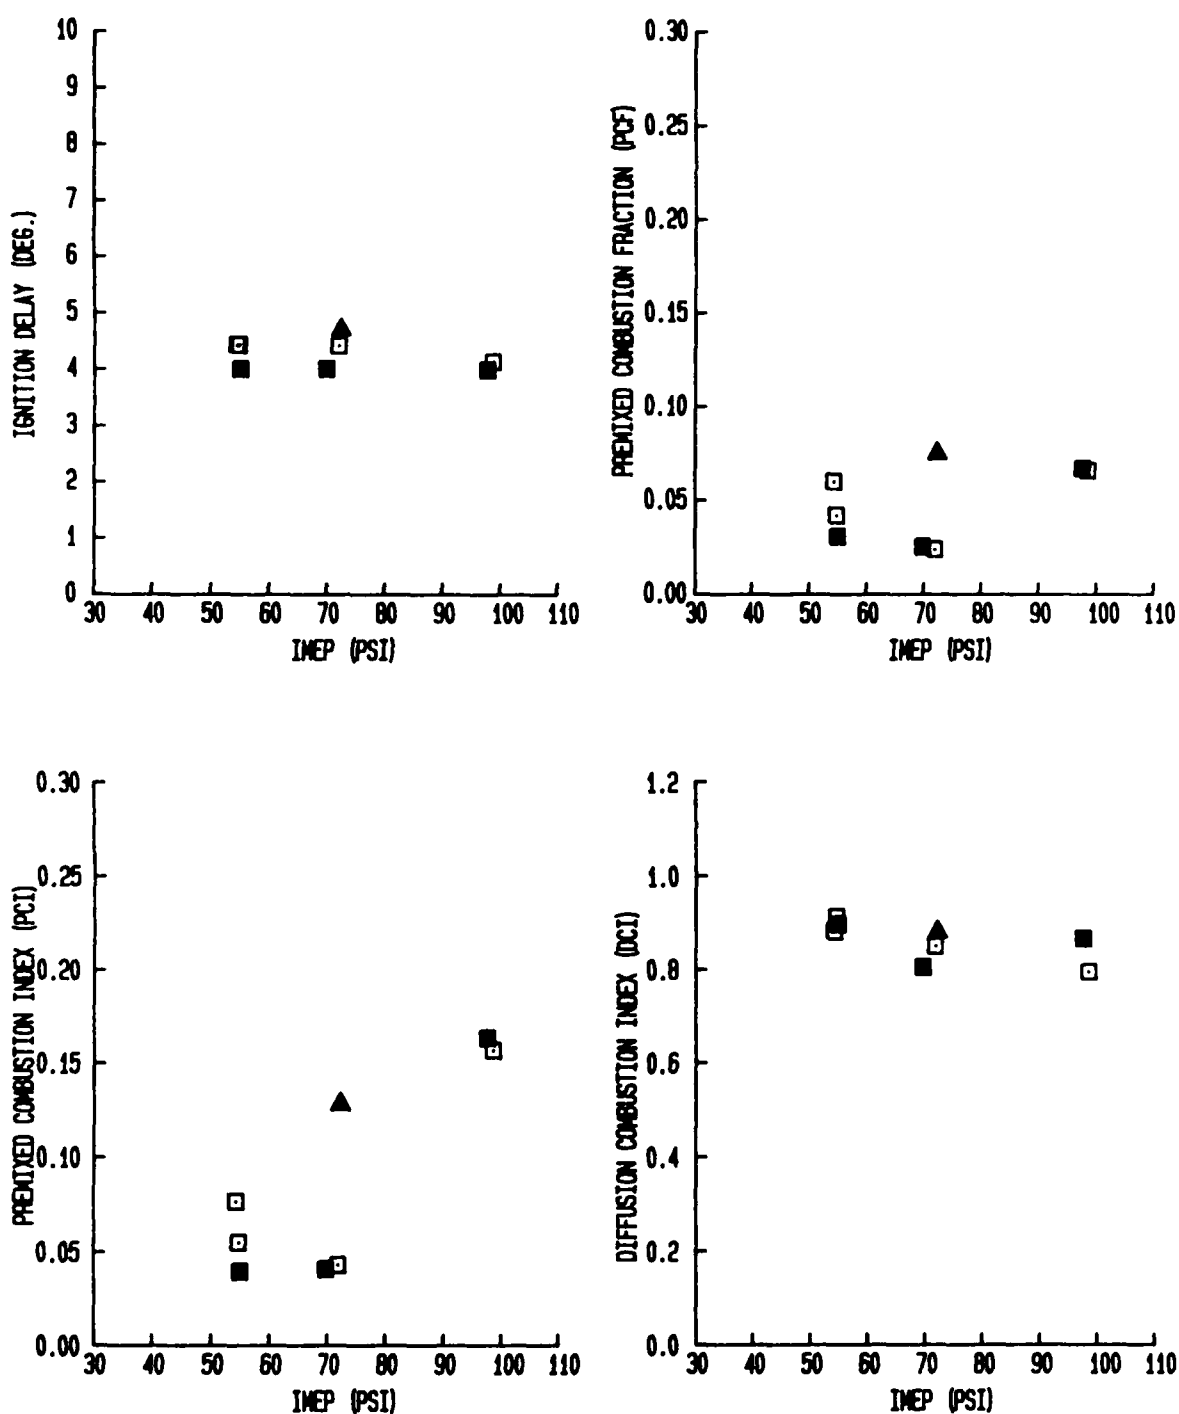 10
9
8
7
6
5
4
3
2
1
0
IGNITION DELAY (DEG.)
30 40 50 60 70 80 90 100 110
IMEP (PSI)
0.30
0.25
0.20
0.15
0.10
0.05
0.00
PREMIXED COMBUSTION FRACTION (PCF)
30 40 50 60 70 80 90 100 110
IMEP (PSI)
0.30
0.25
0.20
0.15
0.10
0.05
0.00
PREMIXED COMBUSTION INDEX (PCI)
30 40 50 60 70 80 90 100 110
IMEP (PSI)
1.2
1.0
0.8
0.6
0.4
0.2
0.0
DIFFUSION COMBUSTION INDEX (DCI)
30 40 50 60 70 80 90 100 110
IMEP (PSI)